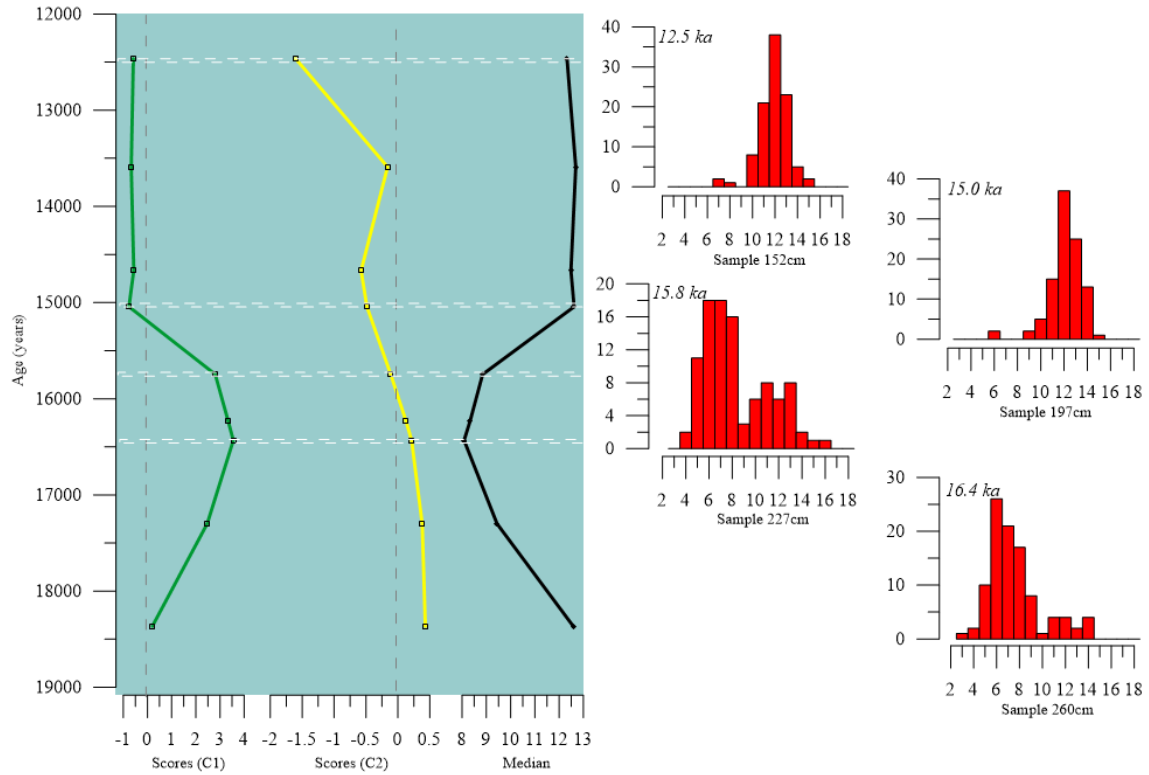 Age (years)
12000
13000
14000
15000
16000
17000
18000
19000
-1 0 1 2 3 4
Scores (C1)
-2 -1.5 -1 -0.5 0 0.5
Scores (C2)
8 9 10 11 12 13
Median
12.5 ka
40
30
20
10
0
2 4 6 8 10 12 14 16 18
Sample 152cm
15.0 ka
40
30
20
10
0
2 4 6 8 10 12 14 16 18
Sample 197cm
15.8 ka
20
16
12
8
4
0
2 4 6 8 10 12 14 16 18
Sample 227cm
16.4 ka
30
20
10
0
2 4 6 8 10 12 14 16 18
Sample 260cm